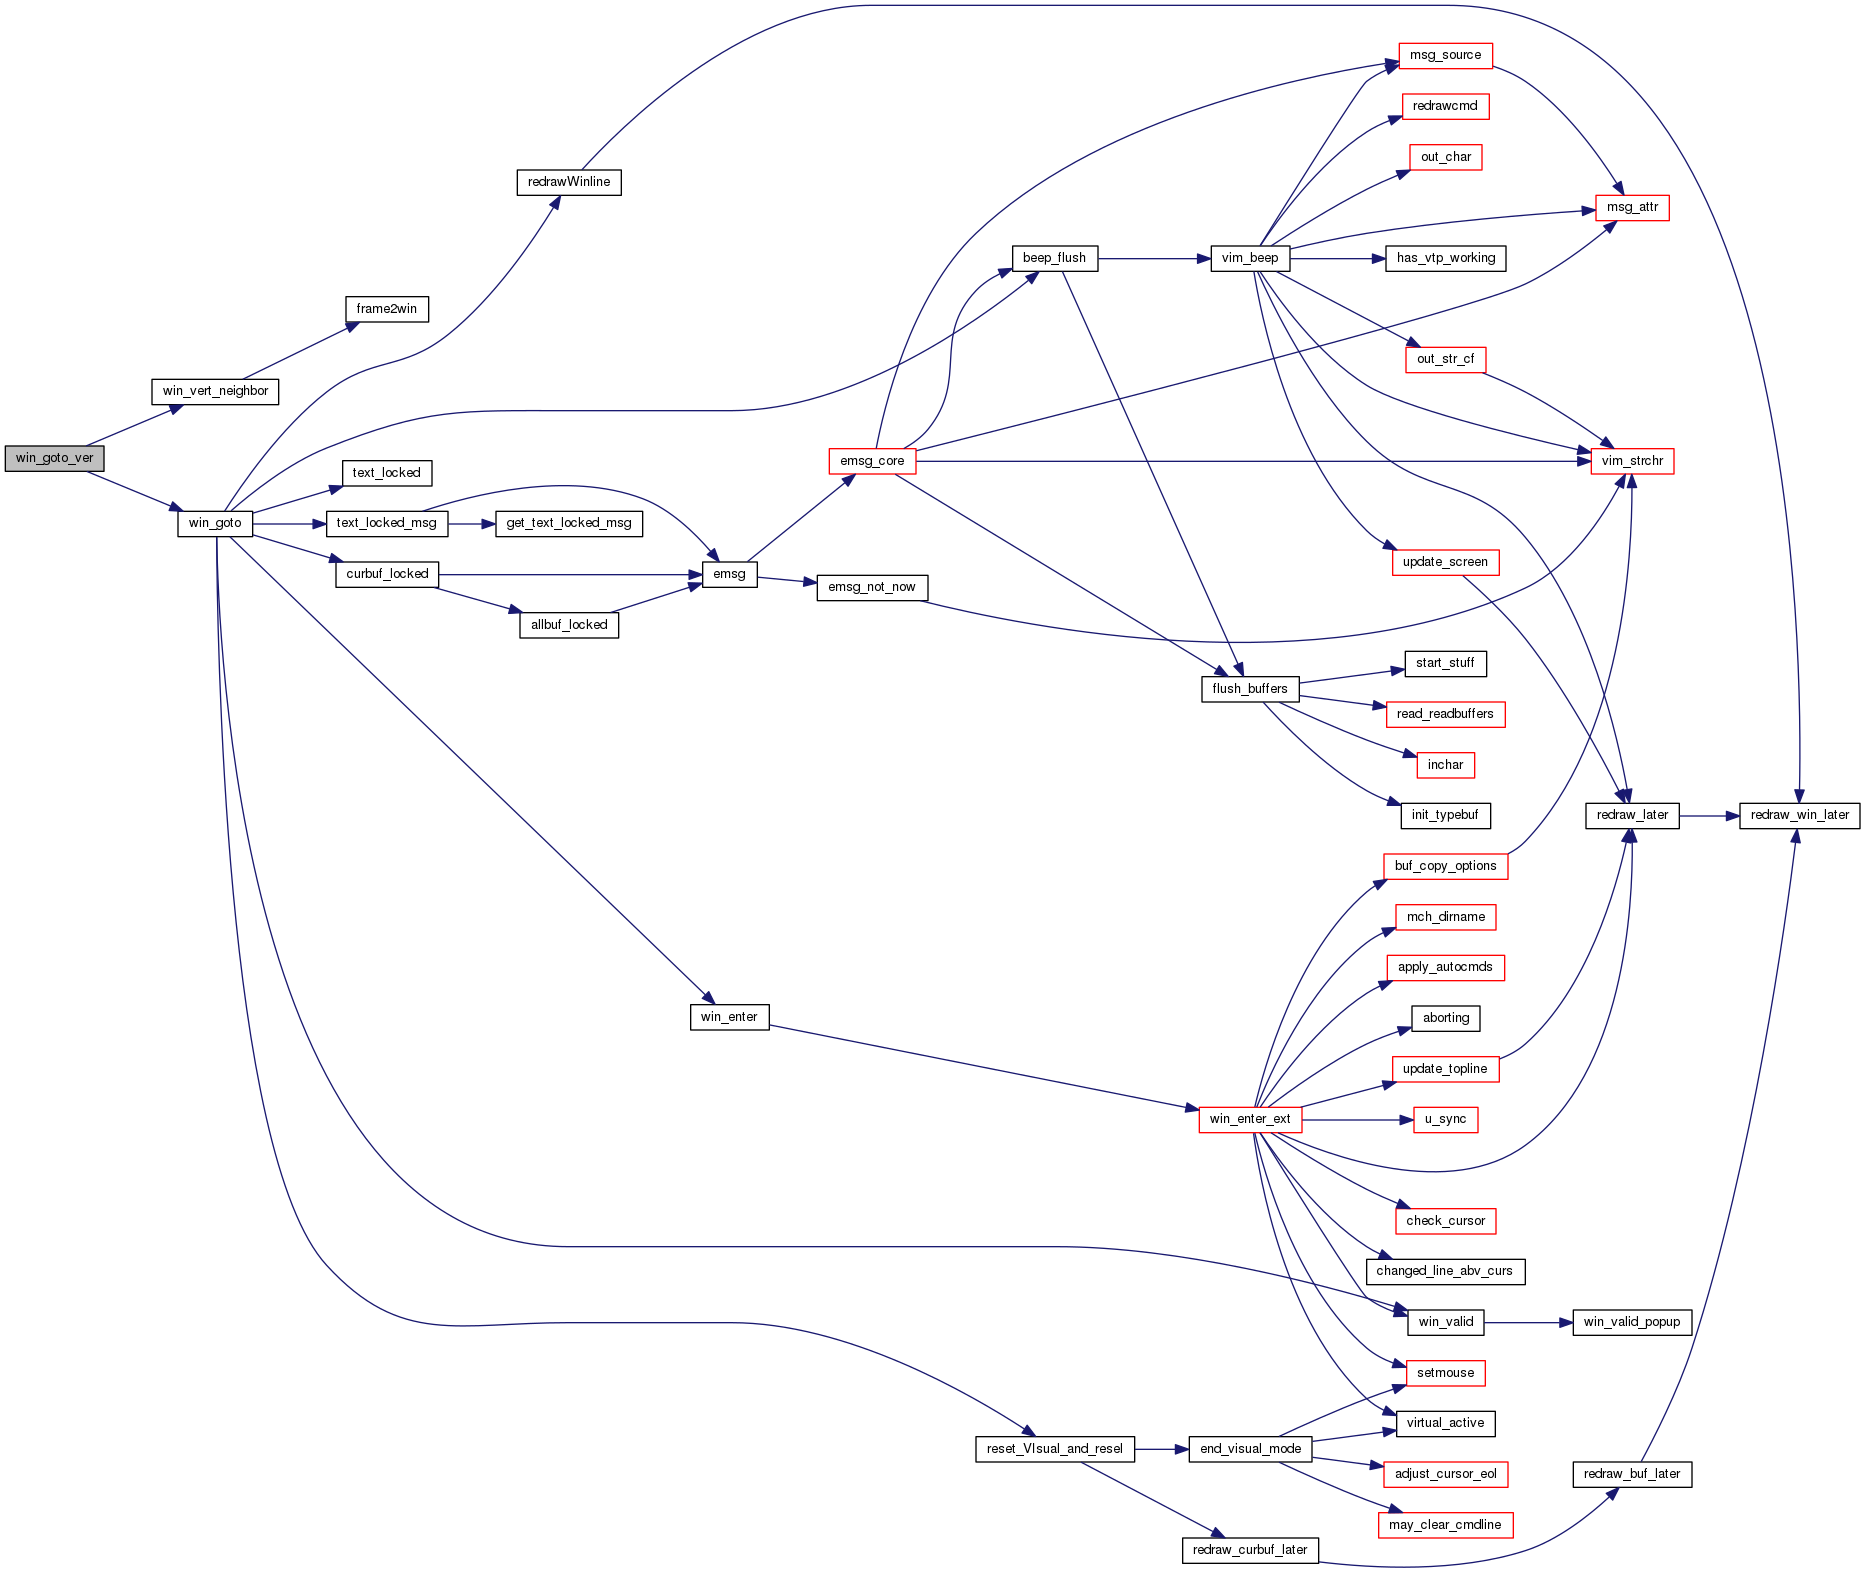 msg_source
redrawcmd
out_char
redrawWinline
msg_attr
beep_flush
vim_beep
has_vtp_working
frame2win
out_str_cf
win_vert_neighbor
win_goto_ver
text_locked
emsg_core
vim_strchr
win_goto
text_locked_msg
get_text_locked_msg
update_screen
curbuf_locked
emsg
emsg_not_now
allbuf_locked
start_stuff
flush_buffers
read_readbuffers
inchar
init_typebuf
redraw_later
redraw_win_later
buf_copy_options
mch_dirname
apply_autocmds
win_enter
aborting
update_topline
win_enter_ext
u_sync
check_cursor
changed_line_abv_curs
win_valid
win_valid_popup
setmouse
virtual_active
reset_VIsual_and_resel
end_visual_mode
adjust_cursor_eol
redraw_buf_later
may_clear_cmdline
redraw_curbuf_later